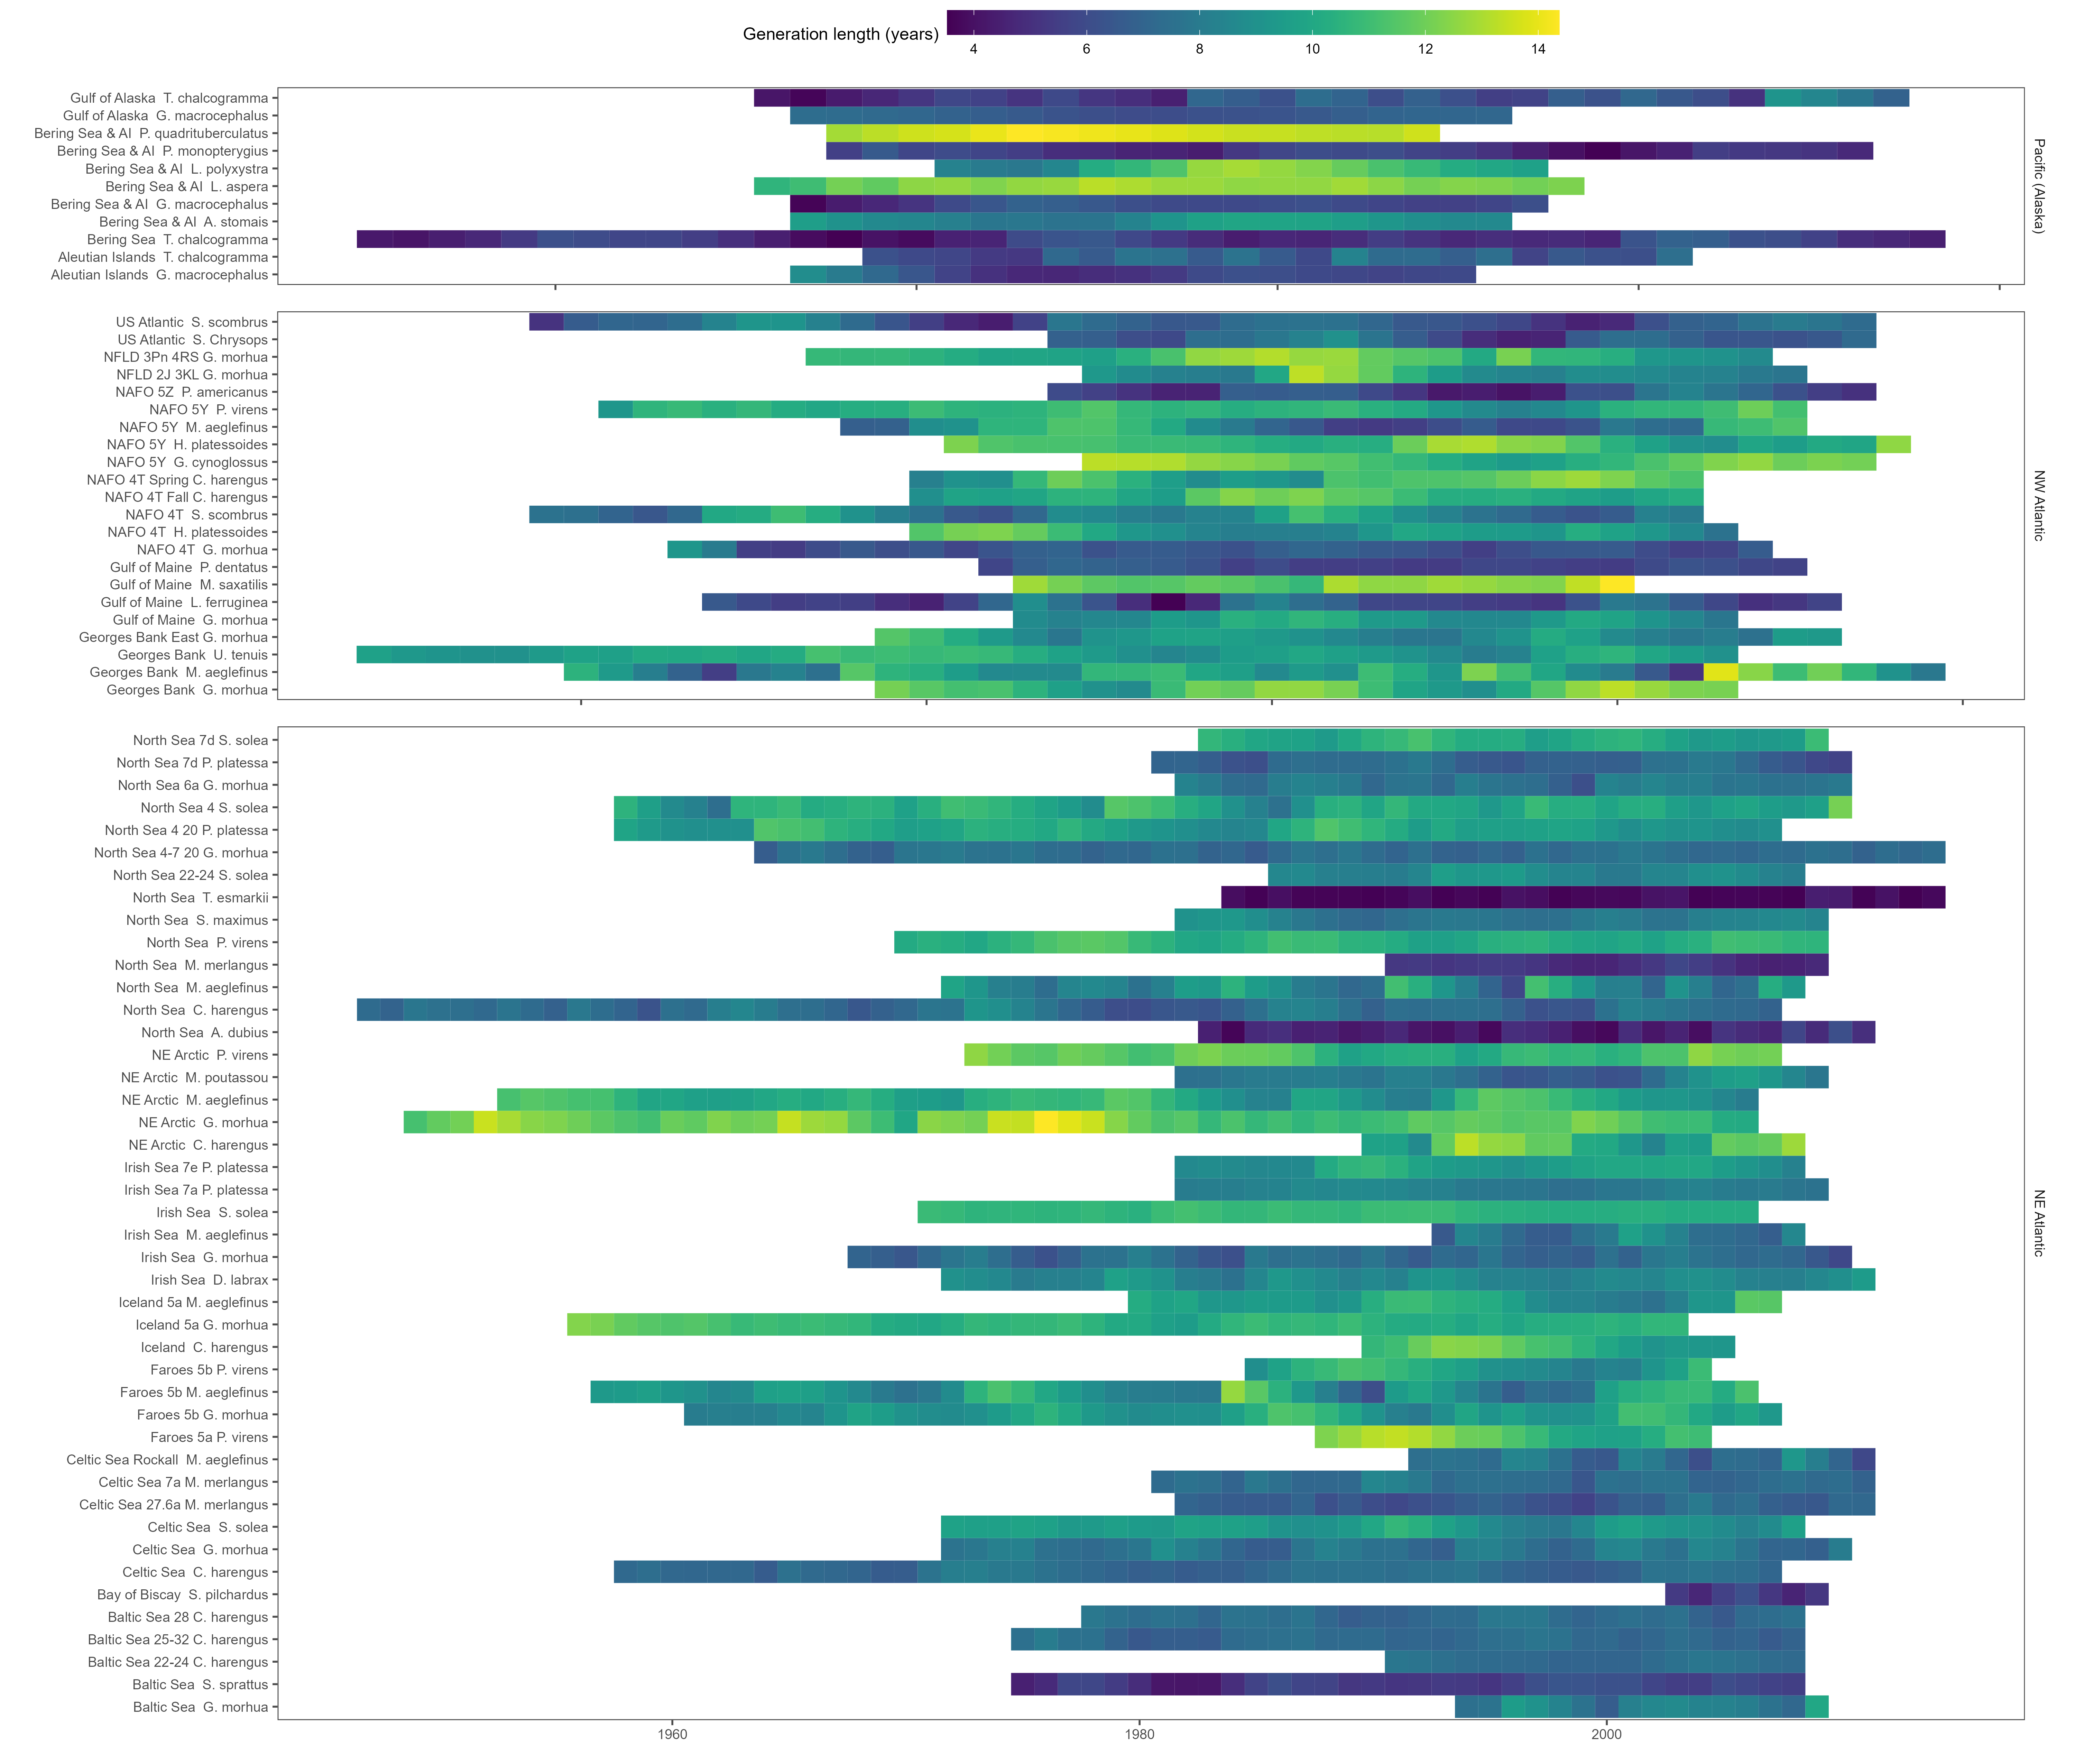 Generation length (years)
4 6 8 10 12 14
Gulf of Alaska T. chalcogramma
Gulf of Alaska G. macrocephalus
Bering Sea & AI P. quadrituberculatus
Bering Sea & AI P. monopterygius
Bering Sea & AI L. polyxystra
Bering Sea & AI L. aspera
Bering Sea & AI G. macrocephalus
Bering Sea & AI A. stomais
Bering Sea T. chalcogramma
Aleutian Islands T. chalcogramma
Aleutian Islands G. macrocephalus
Pacific (Alaska)
US Atlantic S. scombrus
US Atlantic S. Chrysops
NFLD 3Pn 4RS G. morhua
NFLD 2J 3KL G. morhua
NAFO 5Z P. americanus
NAFO 5Y P. virens
NAFO 5Y M. aeglefinus
NAFO 5Y H. platessoides
NAFO 5Y G. cynoglossus
NAFO 4T Spring C. harengus
NAFO 4T Fall C. harengus
NAFO 4T S. scombrus
NAFO 4T H. platessoides
NAFO 4T G. morhua
Gulf of Maine P. dentatus
Gulf of Maine M. saxatilis
Gulf of Maine L. ferruginea
Gulf of Maine G. morhua
Georges Bank East G. morhua
Georges Bank U. tenuis
Georges Bank M. aeglefinus
Georges Bank G. morhua
NW Atlantic
North Sea 7d S. solea
North Sea 7d P. platessa
North Sea 6a G. morhua
North Sea 4 S. solea
North Sea 4 20 P. platessa
North Sea 4-7 20 G. morhua
North Sea 22-24 S. solea
North Sea T. esmarkii
North Sea S. maximus
North Sea P. virens
North Sea M. merlangus
North Sea M. aeglefinus
North Sea C. harengus
North Sea A. dubius
NE Arctic P. virens
NE Arctic M. poutassou
NE Arctic M. aeglefinus
NE Arctic G. morhua
NE Arctic C. harengus
Irish Sea 7e P. platessa
Irish Sea 7a P. platessa
Irish Sea S. solea
Irish Sea M. aeglefinus
Irish Sea G. morhua
Irish Sea D. labrax
Iceland 5a M. aeglefinus
Iceland 5a G. morhua
Iceland C. harengus
Faroes 5b P. virens
Faroes 5b M. aeglefinus
Faroes 5b G. morhua
Faroes 5a P. virens
Celtic Sea Rockall M. aeglefinus
Celtic Sea 7a M. merlangus
Celtic Sea 27.6a M. merlangus
Celtic Sea S. solea
Celtic Sea G. morhua
Celtic Sea C. harengus
Bay of Biscay S. pilchardus
Baltic Sea 28 C. harengus
Baltic Sea 25-32 C. harengus
Baltic Sea 22-24 C. harengus
Baltic Sea S. sprattus
Baltic Sea G. morhua
NE Atlantic
1960 1980 2000